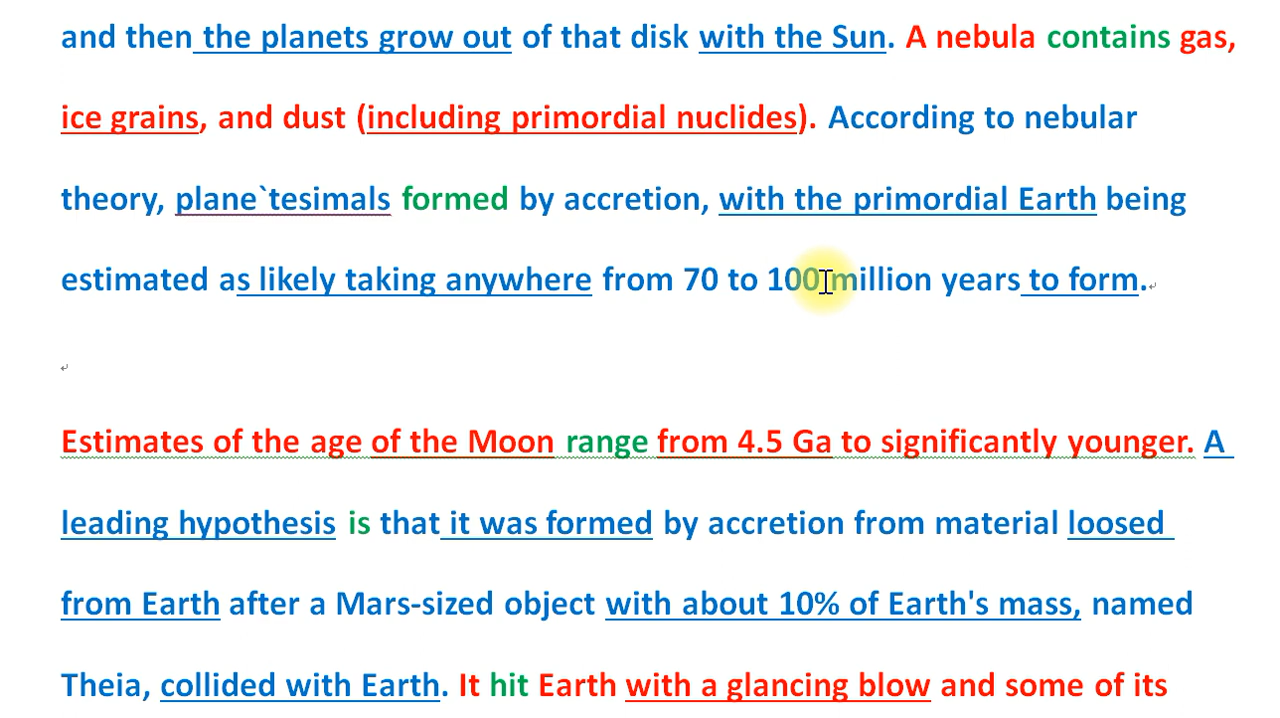 and then the planets grow out of that disk with the Sun. A nebula contains gas,
ice grains, and dust (including primordial nuclides). According to nebular
theory, plane`tesimals formed by accretion, with the primordial Earth being
estimated as likely taking anywhere from 70 to 100 million years to form.
Estimates of the age of the Moon range from 4.5 Ga to significantly younger. A
leading hypothesis is that it was formed by accretion from material loosed
from Earth after a Mars-sized object with about 10% of Earth's mass, named
Theia, collided with Earth. It hit Earth with a glancing blow and some of its